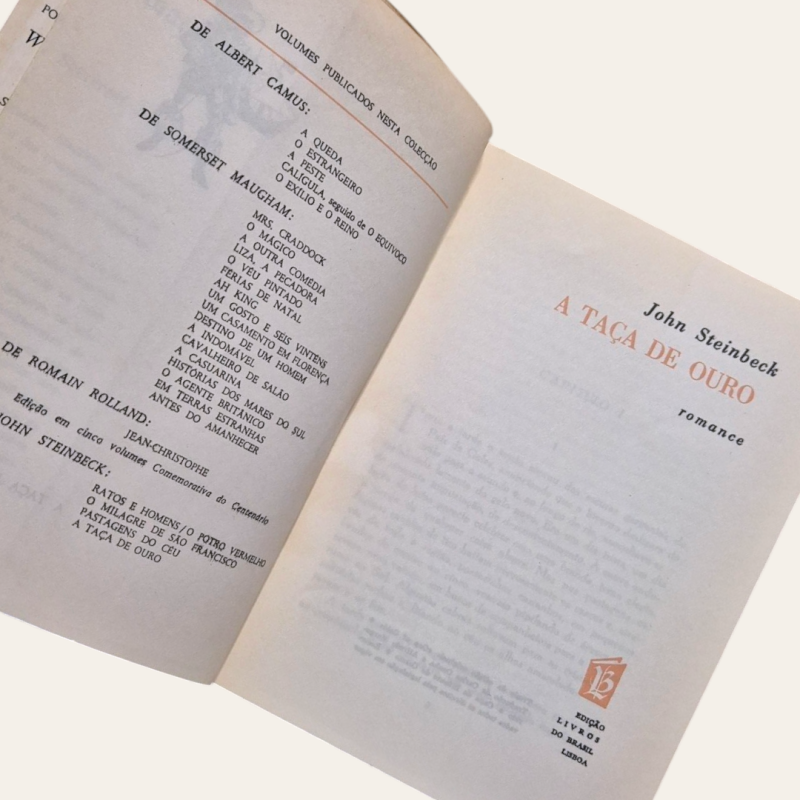 PO
W
S
VOLUMES PUBLICADOS NESTA COLECÇÃO
DE ALBERT CAMUS:
A QUEDA
O ESTRANGEIRO
A PESTE
CALIGULA, seguido de O EQUIVOCO
O EXILIO E O REINO
DE SOMERSET MAUGHAM:
MRS. CRADDOCK
O MÁGICO
A OUTRA COMÉDIA
LIZA, A PECADORA
O VÉU PINTADO
FÉRIAS DE NATAL
AH KING
UM GOSTO E SEIS VINTENS
UM CASAMENTO EM FLORENÇA
DESTINO DE UM HOMEM
A INDOMÁVEL
CAVALHEIRO DE SALÃO
A CASUARINA
HISTÓRIAS DOS MARES DO SUL
O AGENTE BRITÂNICO
EM TERRAS ESTRANHAS
ANTES DO AMANHECER
DE ROMAIN ROLLAND:
JEAN-CHRISTOPHE
Edição em cinco volumes Comemorativa do Centenário
JOHN STEINBECK:
RATOS E HOMENS/O POTRO VERMELHO
O MILAGRE DE SÃO FRANCISCO
PASTAGENS DO CÉU
A TAÇA DE OURO
John Steinbeck
A TAÇA DE OURO
romance
LB
EDIÇÃO
LIVROS
DO BRASIL
LISBOA